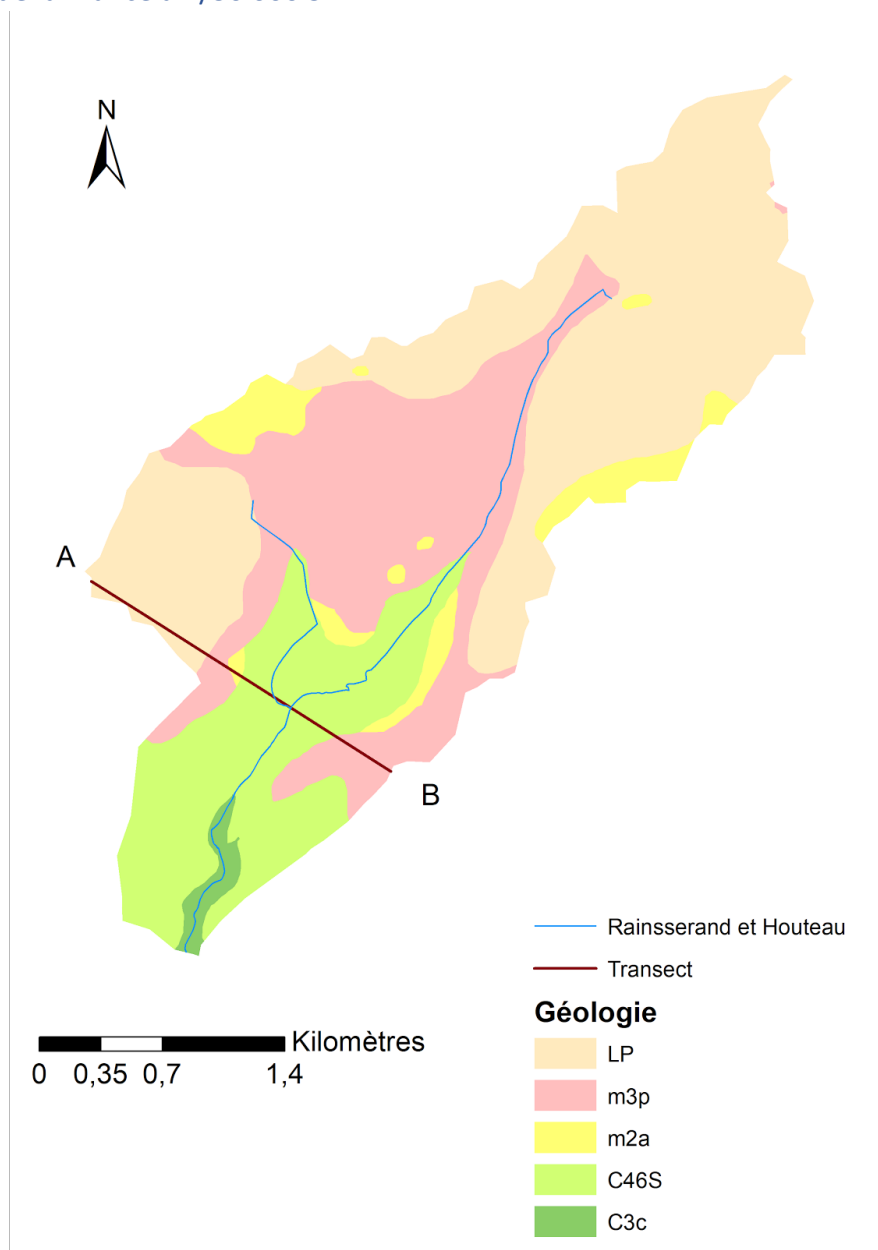 N
A
B
Rainsserand et Houteau
Transect
Géologie
LP
m3p
m2a
C46S
C3c
Kilomètres
0 0,35 0,7 1,4